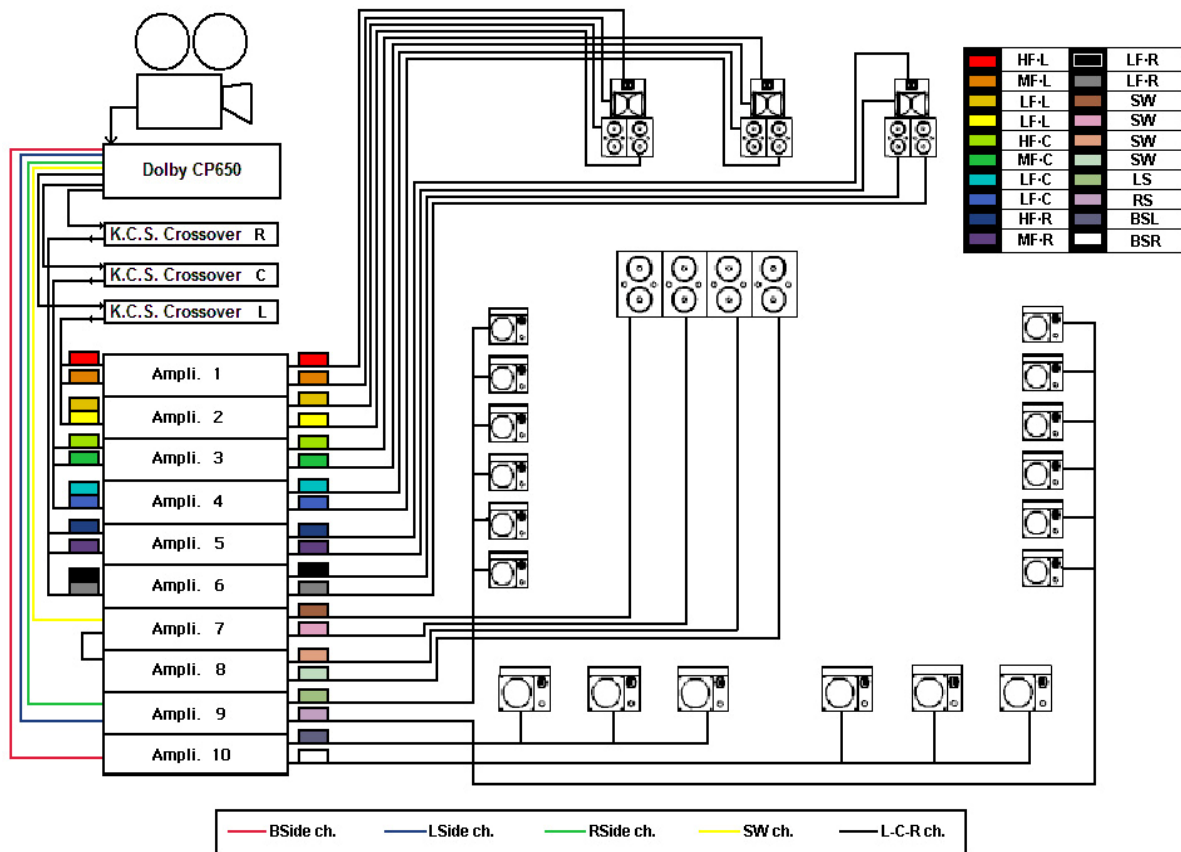 Dolby CP650
K.C.S. Crossover R
K.C.S. Crossover C
K.C.S. Crossover L
Ampli. 1
Ampli. 2
Ampli. 3
Ampli. 4
Ampli. 5
Ampli. 6
Ampli. 7
Ampli. 8
Ampli. 9
Ampli. 10
HF-L LF-R
MF-L LF-R
LF-L SW
LF-L SW
HF-C SW
MF-C SW
LF-C LS
LF-C RS
HF-R BSL
MF-R BSR
BSide ch. LSide ch. RSide ch. SW ch. L-C-R ch.